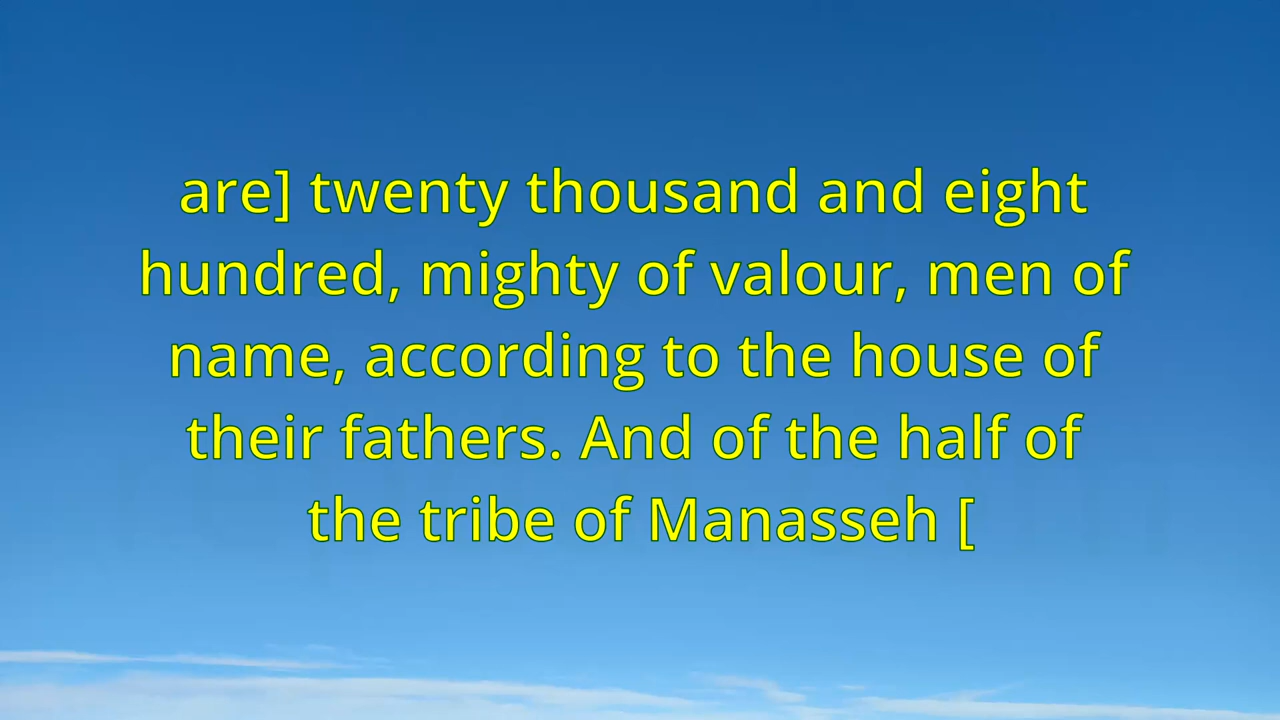 are] twenty thousand and eight
hundred, mighty of valour, men of
name, according to the house of
their fathers. And of the half of
the tribe of Manasseh [